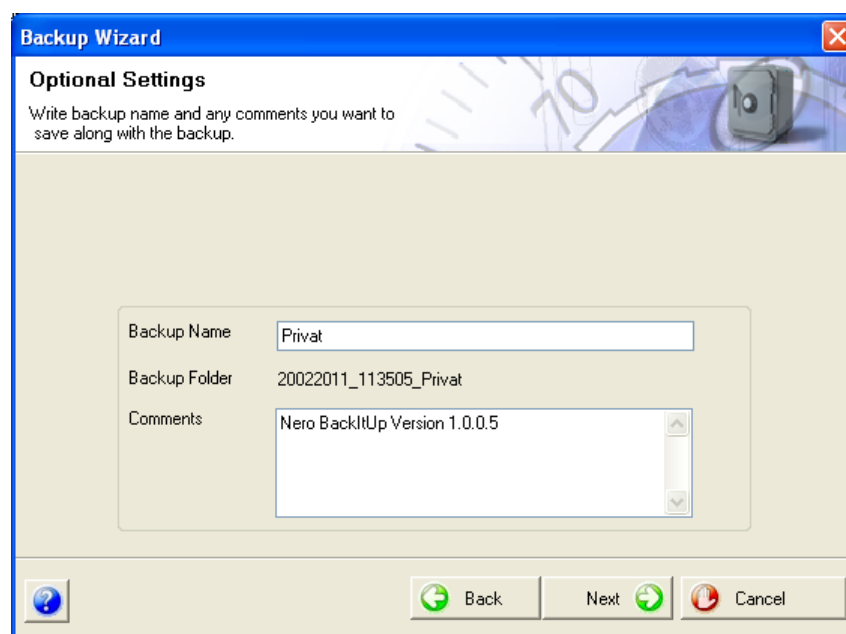 Backup Wizard
Optional Settings
Write backup name and any comments you want to
save along with the backup.
70
Backup Name
Privat
Backup Folder
20022011_113505_Privat
Comments
Nero BackItUp Version 1.0.0.5
?
Back
Next
Cancel